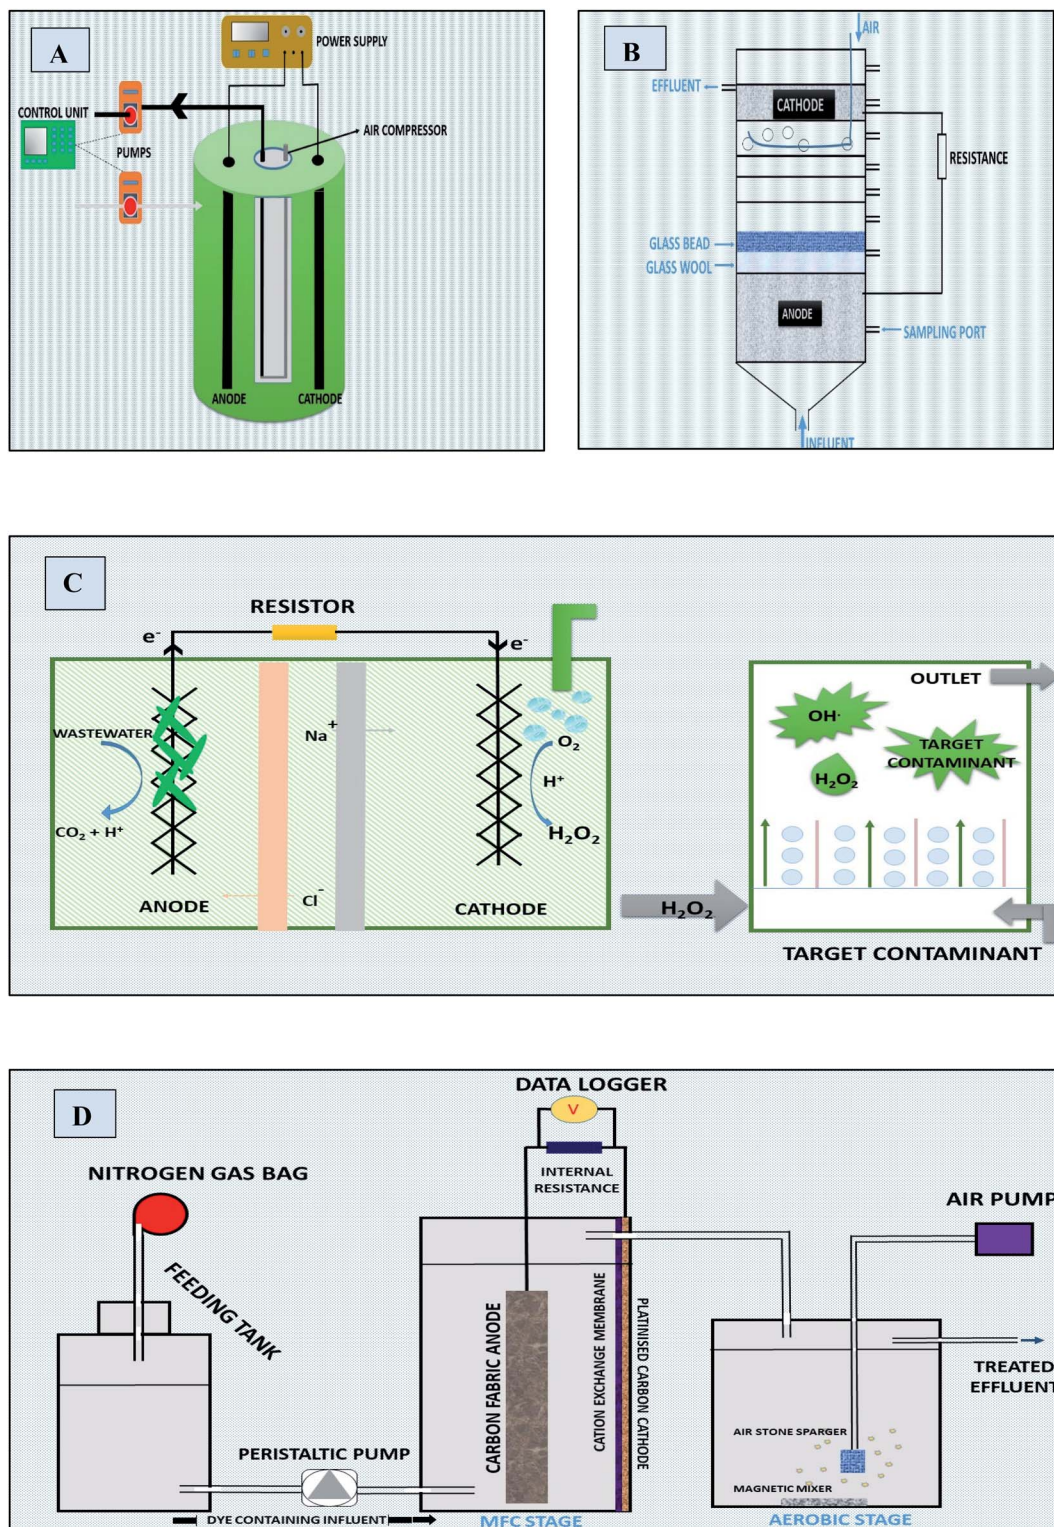 A
POWER SUPPLY
CONTROL UNIT
AIR COMPRESSOR
PUMPS
ANODE
CATHODE
B
AIR
EFFLUENT
CATHODE
RESISTANCE
GLASS BEAD
GLASS WOOL
ANODE
SAMPLING PORT
INFLUENT
C
RESISTOR
e-
e-
OUTLET
WASTEWATER
Na+
O₂
H⁺
CO₂ + H⁺
H₂O₂
OH·
TARGET
CONTAMINANT
H₂O₂
Cl⁻
ANODE
CATHODE
H₂O₂
TARGET CONTAMINANT
D
DATA LOGGER
V
NITROGEN GAS BAG
INTERNAL
RESISTANCE
AIR PUMP
FEEDING TANK
CARBON FABRIC ANODE
CATION EXCHANGE MEMBRANE
PLATINISED CARBON CATHODE
TREATED
EFFLUENT
AIR STONE SPARGER
PERISTALTIC PUMP
MAGNETIC MIXER
DYE CONTAINING INFLUENT
MFC STAGE
AEROBIC STAGE